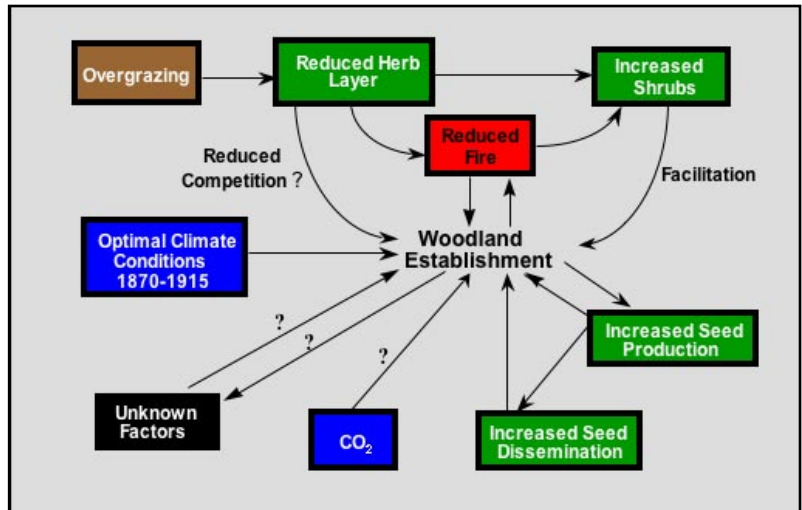 Overgrazing
Reduced Herb
Layer
Increased
Shrubs
Reduced
Fire
Reduced
Competition ?
Facilitation
Optimal Climate
Conditions
1870-1915
Woodland
Establishment
?
?
?
Increased Seed
Production
Unknown
Factors
CO₂
Increased Seed
Dissemination